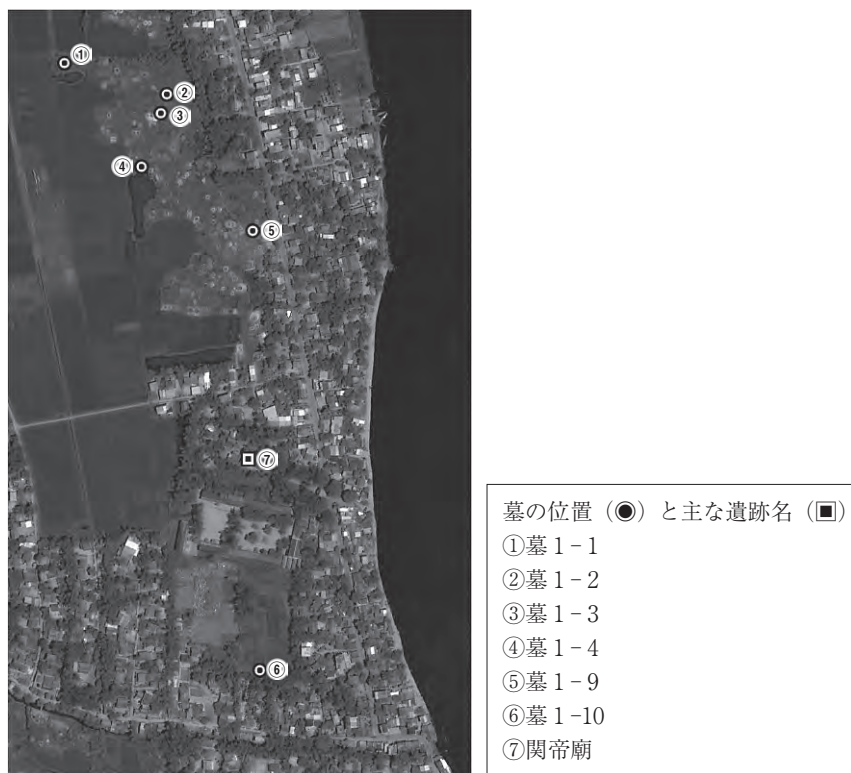 ①
②
③
④
⑤
⑦
⑥
墓の位置（◉）と主な遺跡名（▣）
①墓1-1
②墓1-2
③墓1-3
④墓1-4
⑤墓1-9
⑥墓1-10
⑦関帝廟